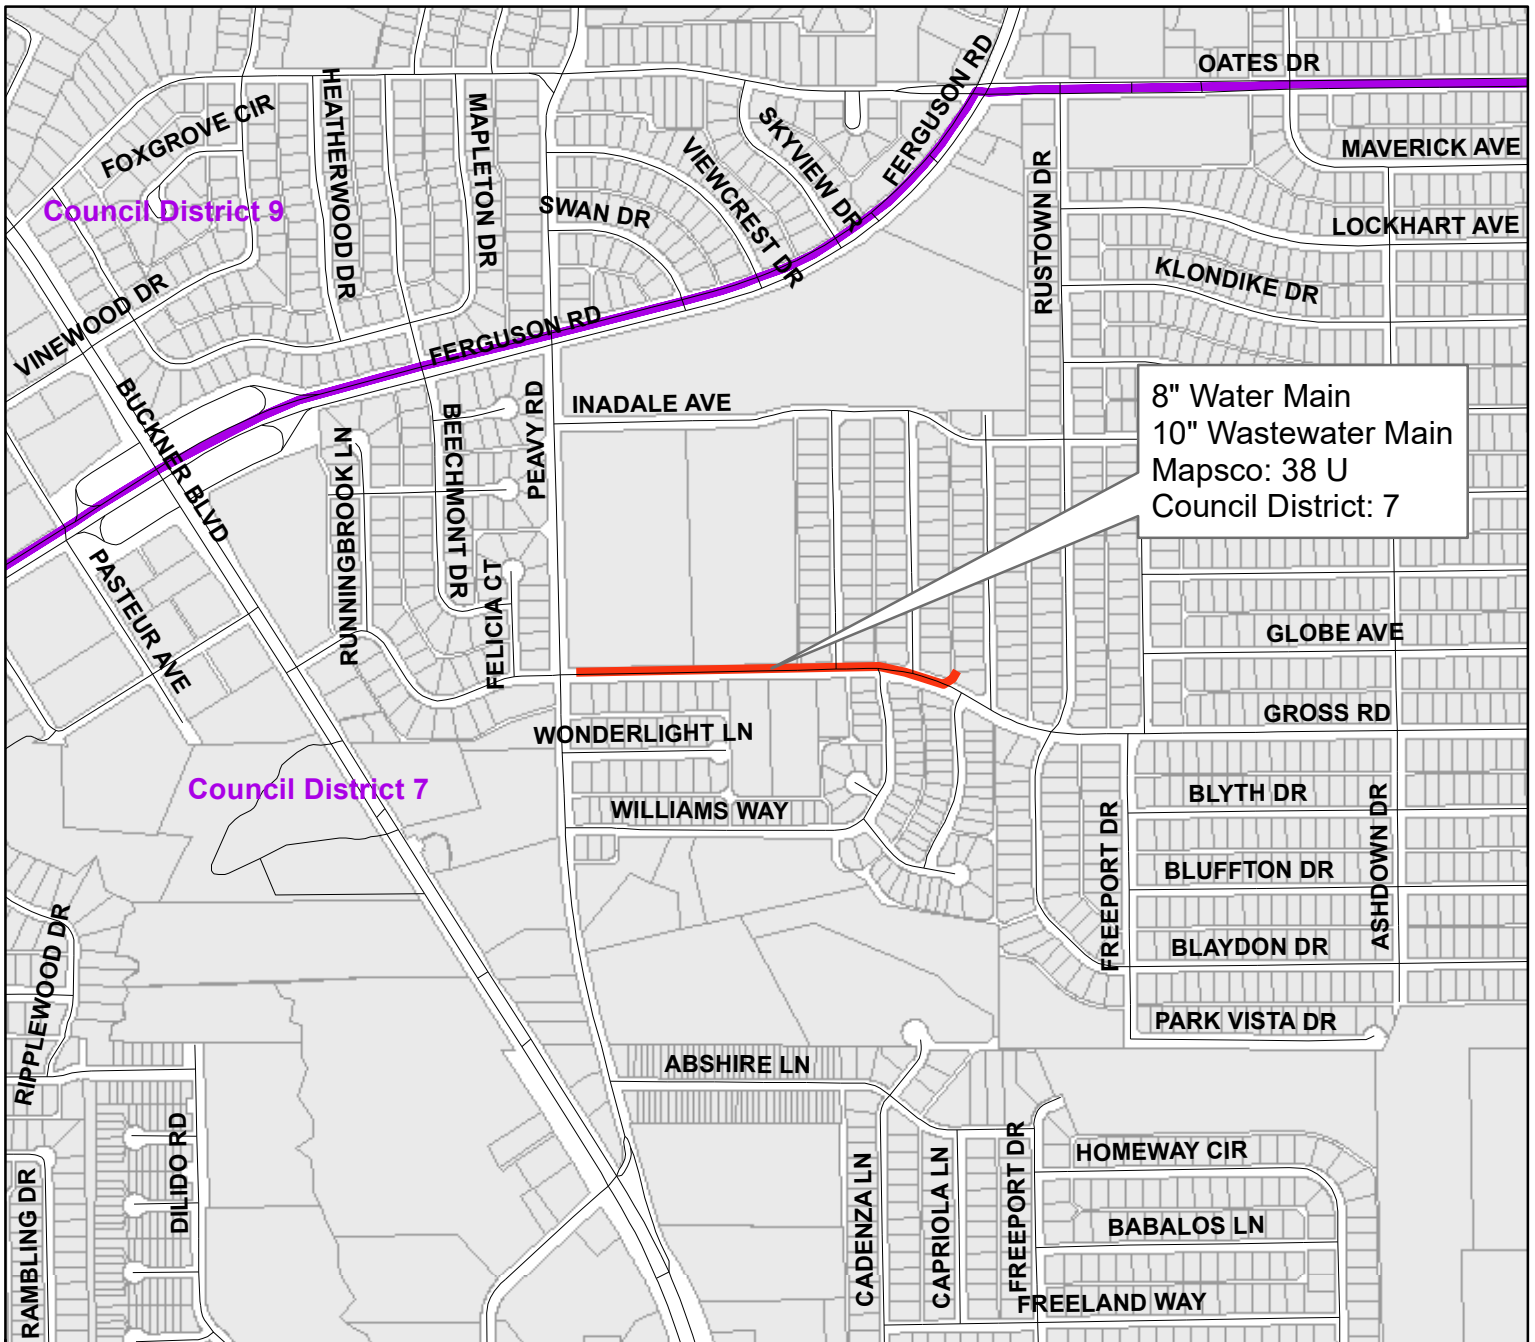 OATES DR
FERGUSON RD
HEATHERWOOD DR
MAPLETON DR
FOXGROVE CIR
SKYVIEW DR
VIEWCREST DR
MAVERICK AVE
RUSTOWN DR
Council District 9
SWAN DR
LOCKHART AVE
KLONDIKE DR
VINEWOOD DR
FERGUSON RD
BUCKNER BLVD
PEAVY RD
INADALE AVE
BEECHMONT DR
RUNNINGBROOK LN
8" Water Main
10" Wastewater Main
Mapsco: 38 U
Council District: 7
PASTEUR AVE
FELICIA CT
GLOBE AVE
GROSS RD
WONDERLIGHT LN
Council District 7
WILLIAMS WAY
BLYTH DR
FREEPORT DR
ASHDOWN DR
BLUFFTON DR
BLAYDON DR
RIPPLEWOOD DR
PARK VISTA DR
ABSHIRE LN
DILIDO RD
RAMBLING DR
CADENZA LN
CAPRIOLA LN
FREEPORT DR
HOMEWAY CIR
BABALOS LN
FREELAND WAY